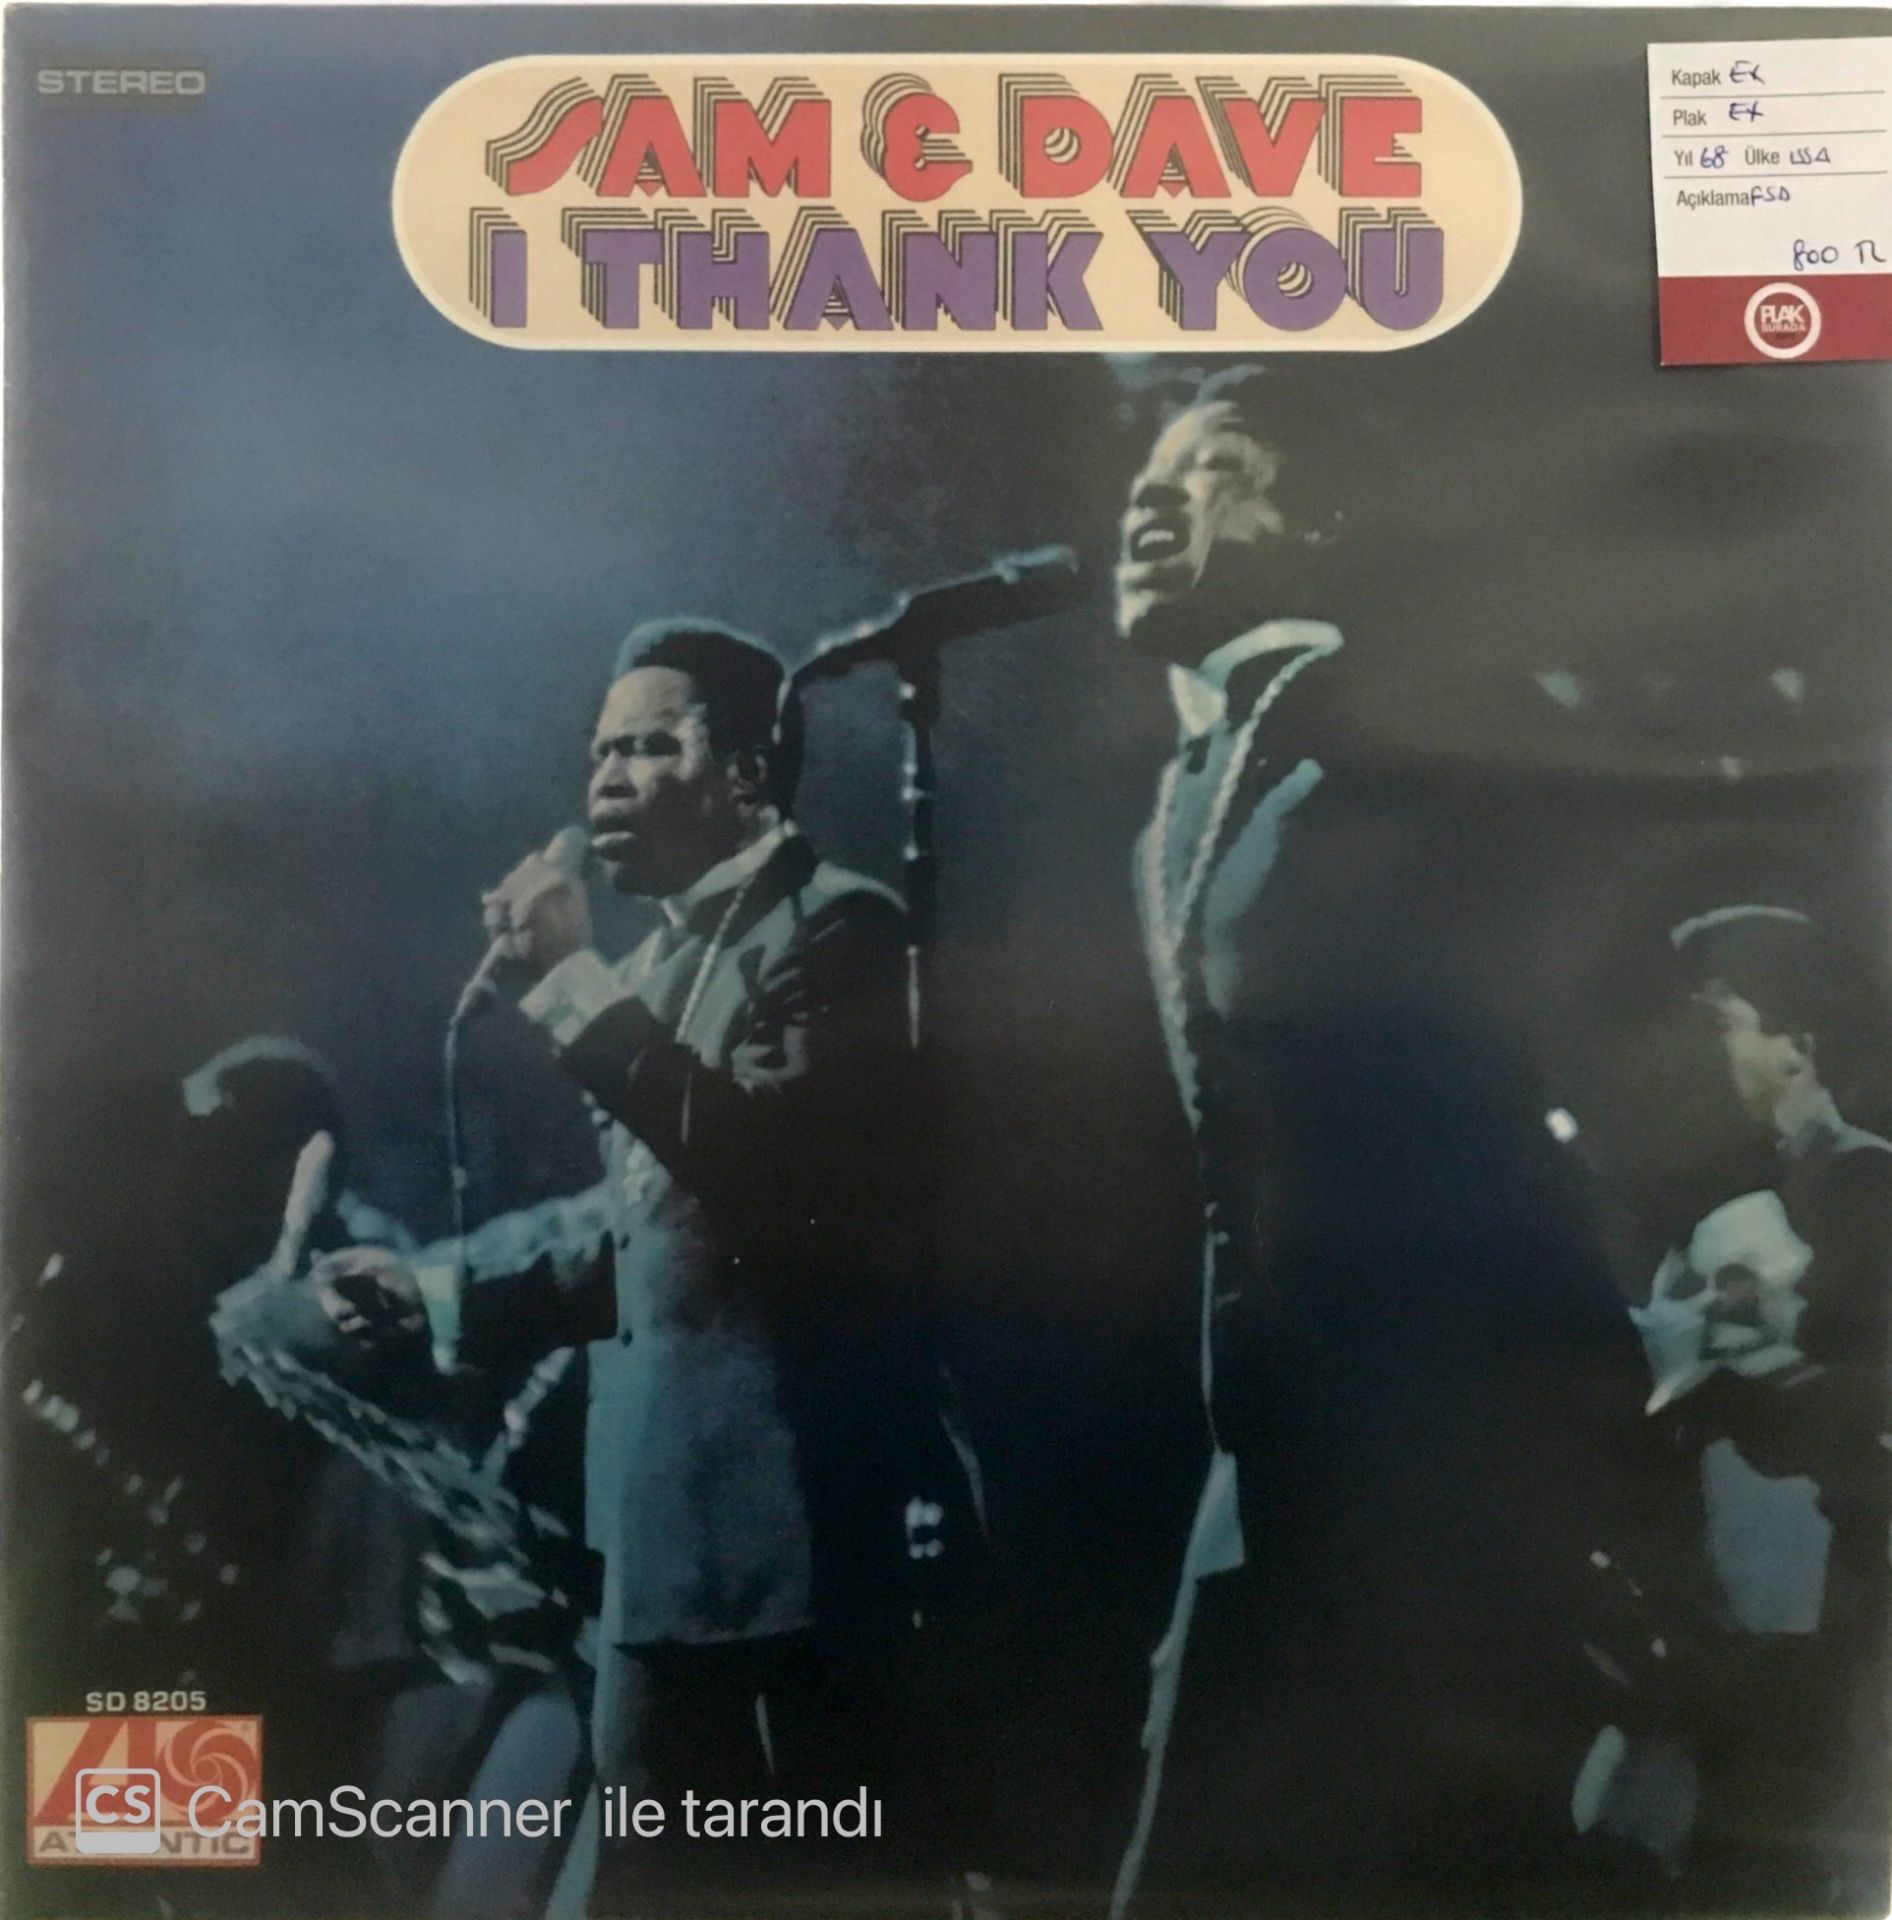 STEREO
SAM & DAVE
I THANK YOU
Kapak EX
Plak EX
Yıl 68 Ülke USA
Açıklama FSD
800 TL
PLAK
BURADA
SD 8205
ATLANTIC
CS CamScanner ile tarandı